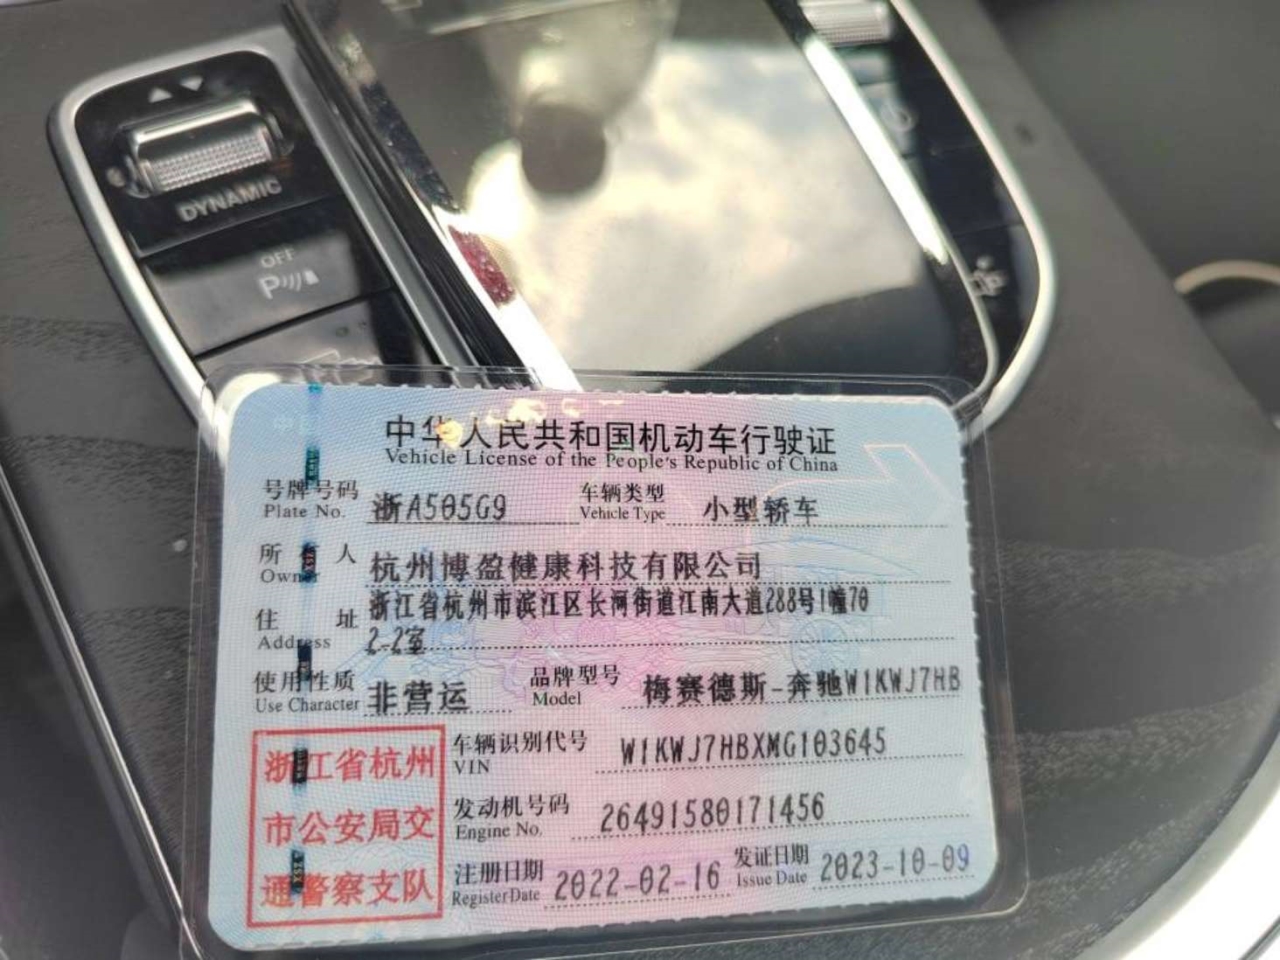 DYNAMIC
OFF
P
中华人民共和国机动车行驶证
Vehicle License of the People's Republic of China
号牌号码 浙A505G9 车辆类型 小型轿车
Plate No. Vehicle Type
所有人 杭州博盈健康科技有限公司
Owner
住址 浙江省杭州市滨江区长河街道江南大道288号1幢70
Address 2-2室
使用性质 非营运 品牌型号 梅赛德斯-奔驰W1KWJ7HB
Use Character Model
浙江省杭州
市公安局交
通警察支队
车辆识别代号 W1KWJ7HBXMG103645
VIN
发动机号码 26491580171456
Engine No.
注册日期 2022-02-16 发证日期 2023-10-09
Register Date Issue Date